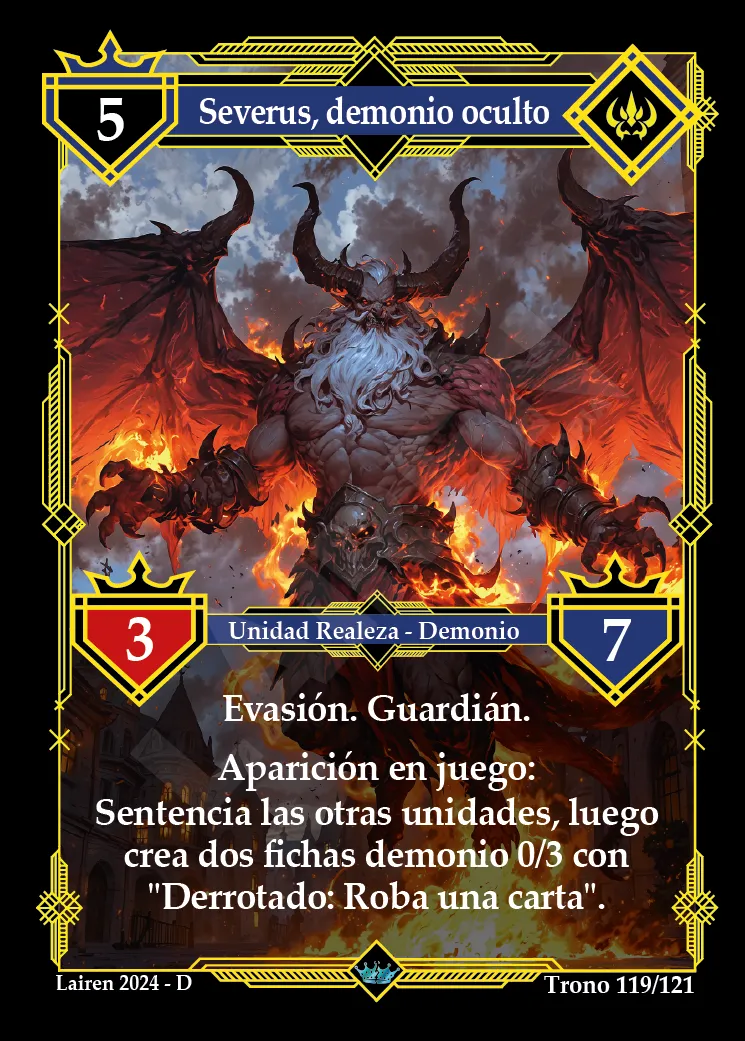 5
Severus, demonio oculto
3
Unidad Realeza - Demonio
7
Evasión. Guardián.
Aparición en juego:
Sentencia las otras unidades, luego
crea dos fichas demonio 0/3 con
"Derrotado: Roba una carta".
Lairen 2024 - D
Trono 119/121